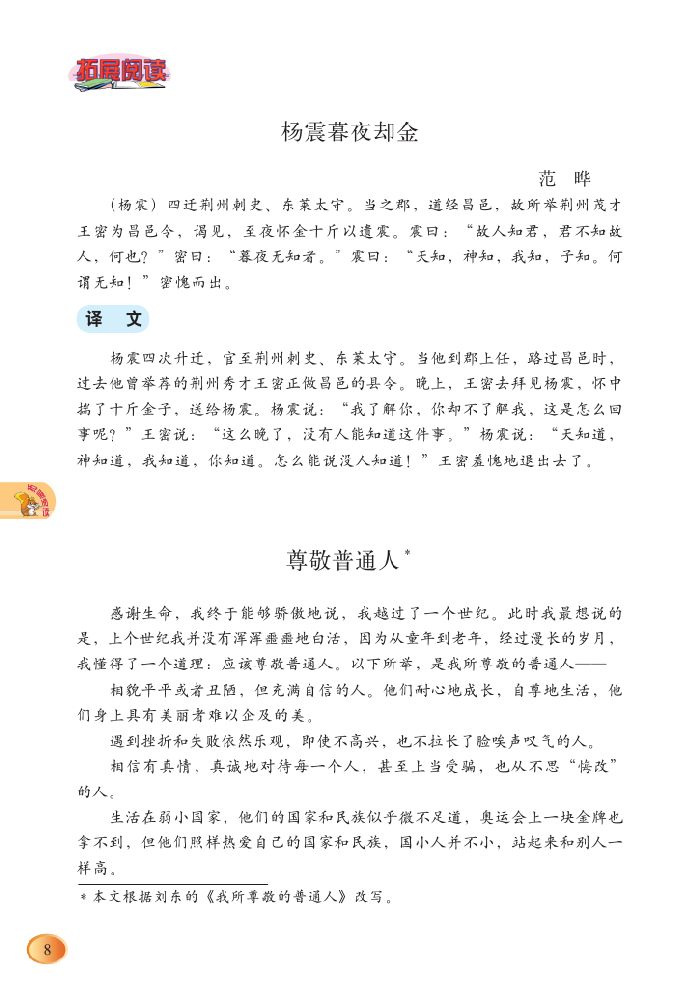 拓展阅读
杨震暮夜却金
范 晔
（杨震）四迁荆州刺史、东莱太守。当之郡，道经昌邑，故所举荆州茂才
王密为昌邑令，谒见，至夜怀金十斤以遗震。震曰：“故人知君，君不知故
人，何也？”密曰：“暮夜无知者。”震曰：“天知，神知，我知，子知。何
谓无知！”密愧而出。
译 文
杨震四次升迁，官至荆州刺史、东莱太守。当他到郡上任，路过昌邑时，
过去他曾举荐的荆州秀才王密正做昌邑的县令。晚上，王密去拜见杨震，怀中
揣了十斤金子，送给杨震。杨震说：“我了解你，你却不了解我，这是怎么回
事呢？”王密说：“这么晚了，没有人能知道这件事。”杨震说：“天知道，
神知道，我知道，你知道。怎么能说没人知道！”王密羞愧地退出去了。
尊敬普通人*
感谢生命，我终于能够骄傲地说，我越过了一个世纪。此时我最想说的
是，上个世纪我并没有浑浑噩噩地白活，因为从童年到老年，经过漫长的岁月，
我懂得了一个道理：应该尊敬普通人。以下所举，是我所尊敬的普通人——
相貌平平或者丑陋，但充满自信的人。他们耐心地成长，自尊地生活，他
们身上具有美丽者难以企及的美。
遇到挫折和失败依然乐观，即使不高兴，也不拉长了脸唉声叹气的人。
相信有真情、真诚地对待每一个人，甚至上当受骗，也从不思“悔改”
的人。
生活在弱小国家，他们的国家和民族似乎微不足道，奥运会上一块金牌也
拿不到，但他们照样热爱自己的国家和民族，国小人并不小，站起来和别人一
样高。
*本文根据刘东的《我所尊敬的普通人》改写。
8